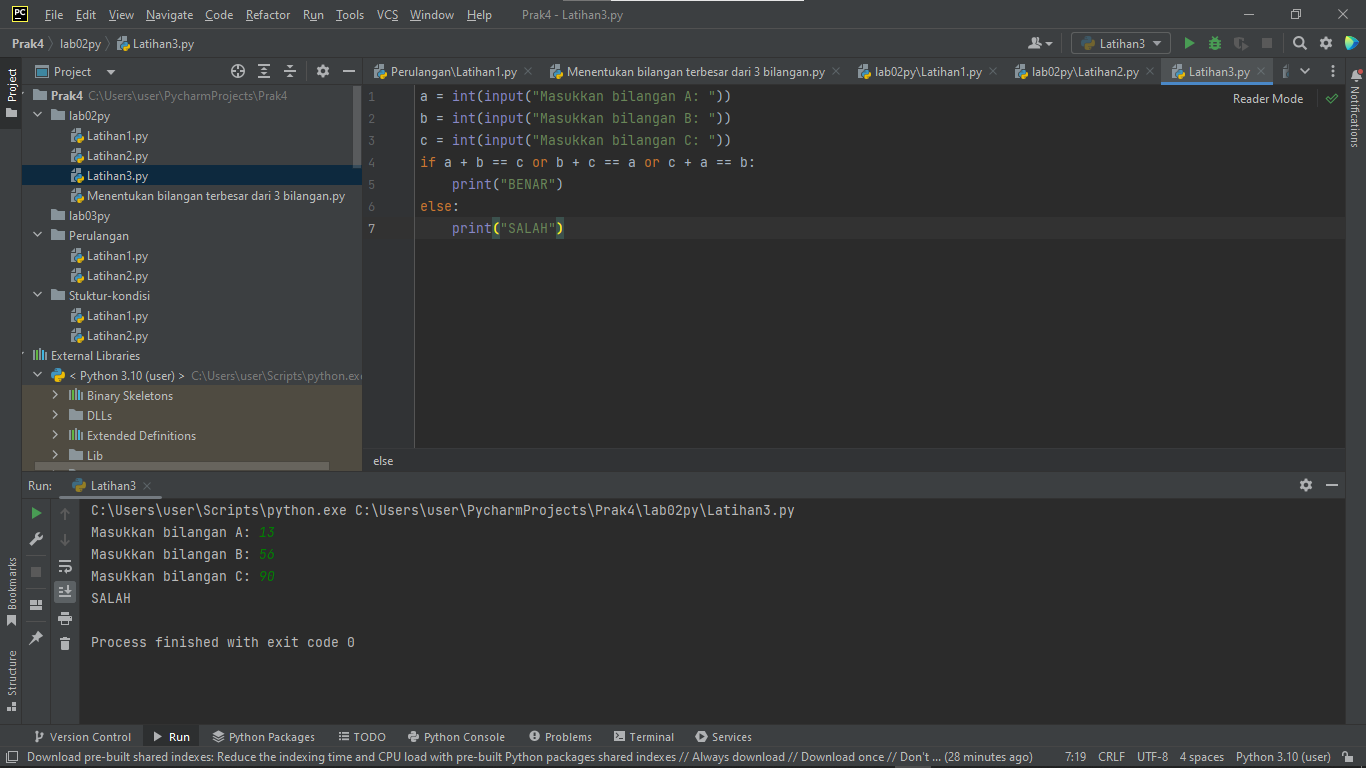 PC File Edit View Navigate Code Refactor Run Tools VCS Window Help Prak4 - Latihan3.py
Prak4 lab02py Latihan3.py Latihan3
Project
Project
Perulangan\Latihan1.py Menentukan bilangan terbesar dari 3 bilangan.py lab02py\Latihan1.py lab02py\Latihan2.py Latihan3.py
Notifications
Prak4 C:\Users\user\PycharmProjects\Prak4
lab02py
Latihan1.py
Latihan2.py
Latihan3.py
Menentukan bilangan terbesar dari 3 bilangan.py
lab03py
Perulangan
Latihan1.py
Latihan2.py
Stuktur-kondisi
Latihan1.py
Latihan2.py
External Libraries
< Python 3.10 (user) > C:\Users\user\Scripts\python.exe
Binary Skeletons
DLLs
Extended Definitions
Lib
Reader Mode
1 a = int(input("Masukkan bilangan A: "))
2 b = int(input("Masukkan bilangan B: "))
3 c = int(input("Masukkan bilangan C: "))
4 if a + b == c or b + c == a or c + a == b:
5 print("BENAR")
6 else:
7 print("SALAH")
else
Run: Latihan3
C:\Users\user\Scripts\python.exe C:\Users\user\PycharmProjects\Prak4\lab02py\Latihan3.py
Masukkan bilangan A: 13
Masukkan bilangan B: 56
Masukkan bilangan C: 90
SALAH
Process finished with exit code 0
Bookmarks
Structure
Version Control Run Python Packages TODO Python Console Problems Terminal Services
Download pre-built shared indexes: Reduce the indexing time and CPU load with pre-built Python packages shared indexes // Always download // Download once // Don't ... (28 minutes ago) 7:19 CRLF UTF-8 4 spaces Python 3.10 (user)